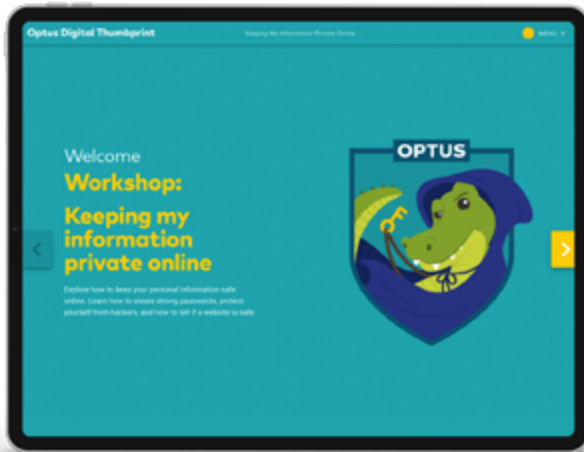 Optus Digital Thumbprint
Keeping My Information Private Online
MENU
Welcome
OPTUS
Workshop:
Keeping my
information
private online
Explore how to keep your personal information safe
online. Learn how to create strong passwords, protect
yourself from hackers, and how to tell if a website is safe.